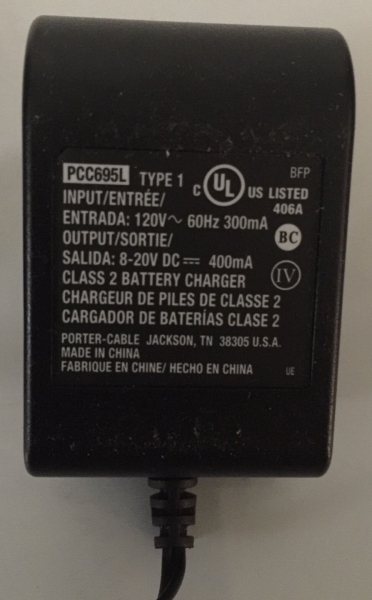 PCC695L TYPE 1 C UL US LISTED BFP
406A
INPUT/ENTRÉE/
ENTRADA: 120V~ 60Hz 300mA
OUTPUT/SORTIE/ BC
SALIDA: 8-20V DC⎓ 400mA
CLASS 2 BATTERY CHARGER IV
CHARGEUR DE PILES DE CLASSE 2
CARGADOR DE BATERÍAS CLASE 2
PORTER-CABLE JACKSON, TN 38305 U.S.A.
MADE IN CHINA
FABRIQUE EN CHINE/ HECHO EN CHINA UE